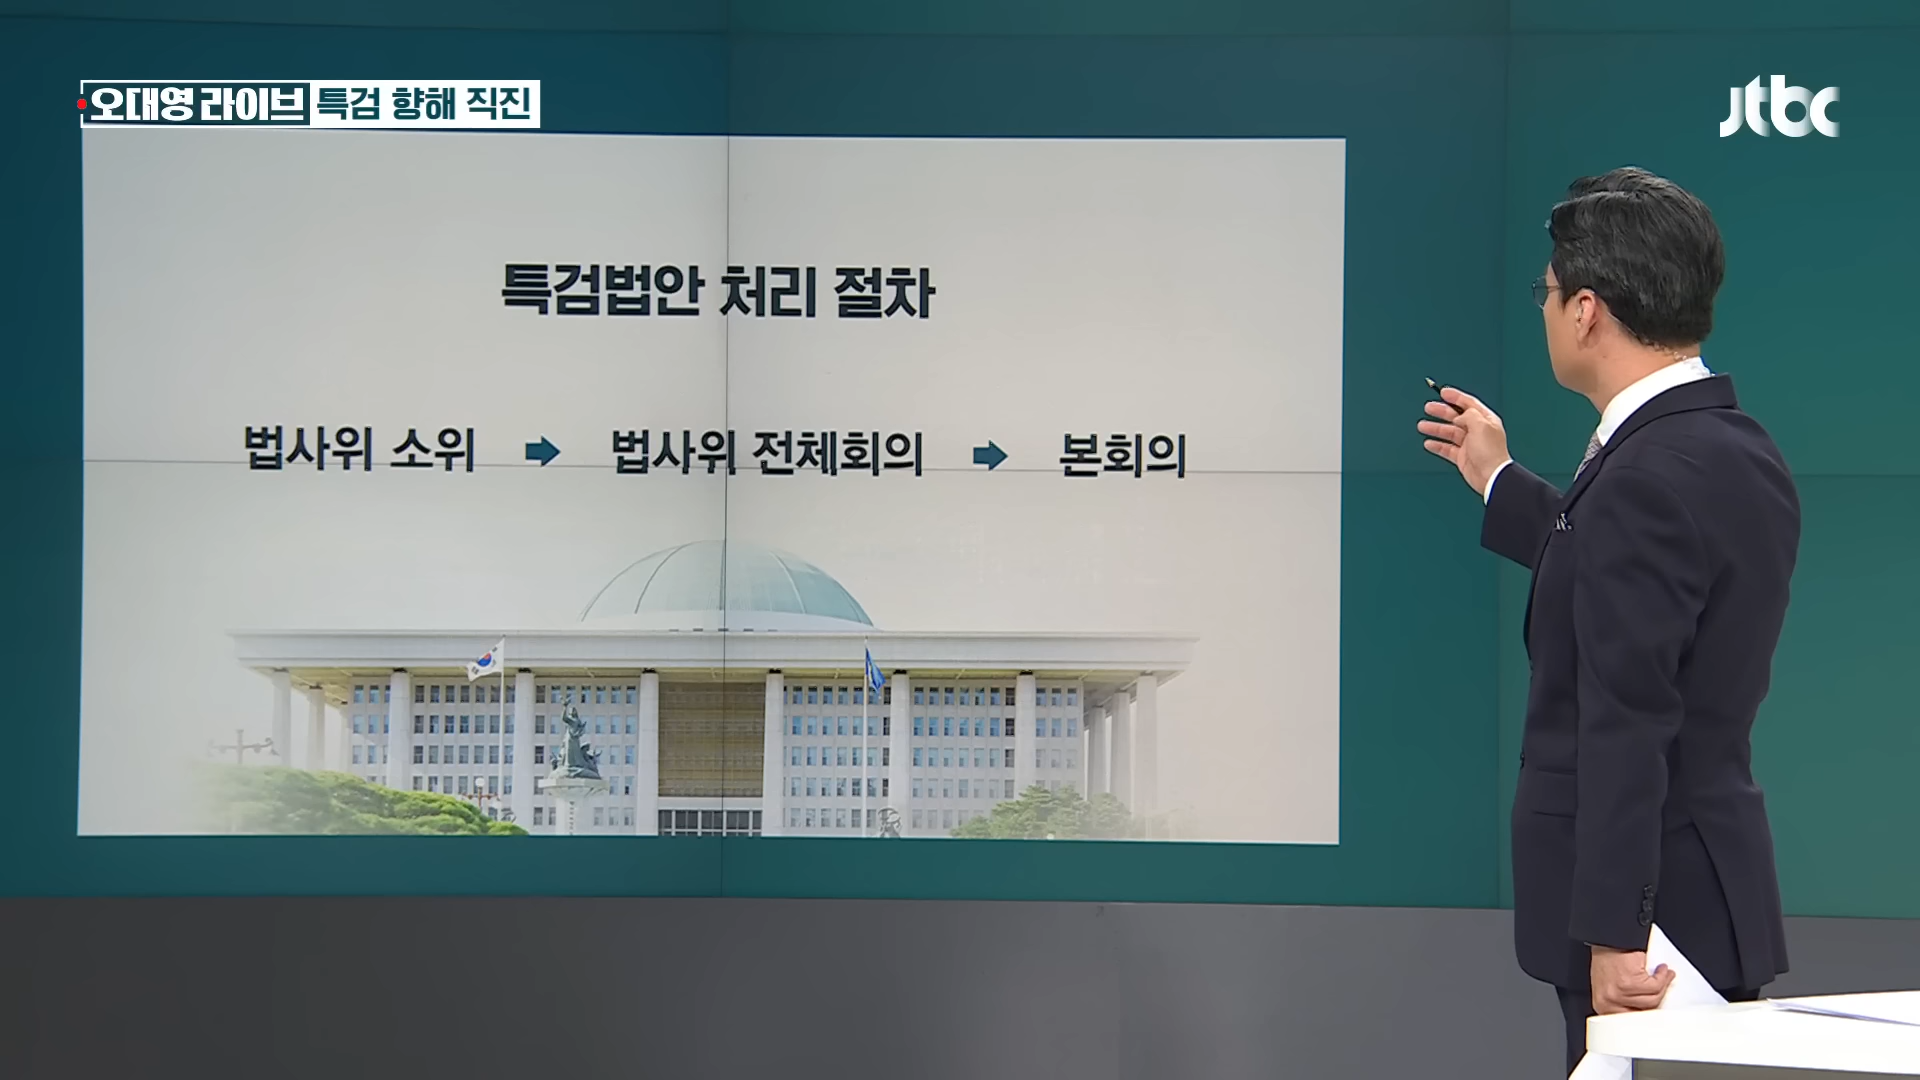 오대영 라이브 특검 향해 직진
jtbc
특검법안 처리 절차
법사위 소위 ➡ 법사위 전체회의 ➡ 본회의